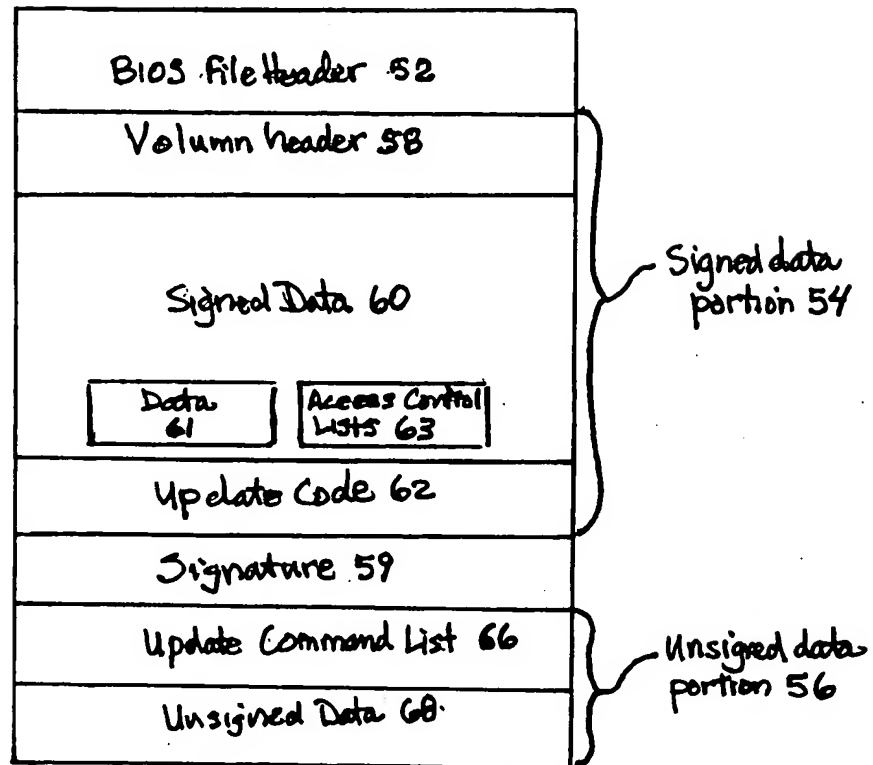 BIOS File Header 52
Volumn header 58
Signed Data 60
Data
61
Access Control
Lists 63
Update Code 62
Signed data
portion 54
Signature 59
Update Command List 66
Unsigned Data 68
Unsigned data
portion 56